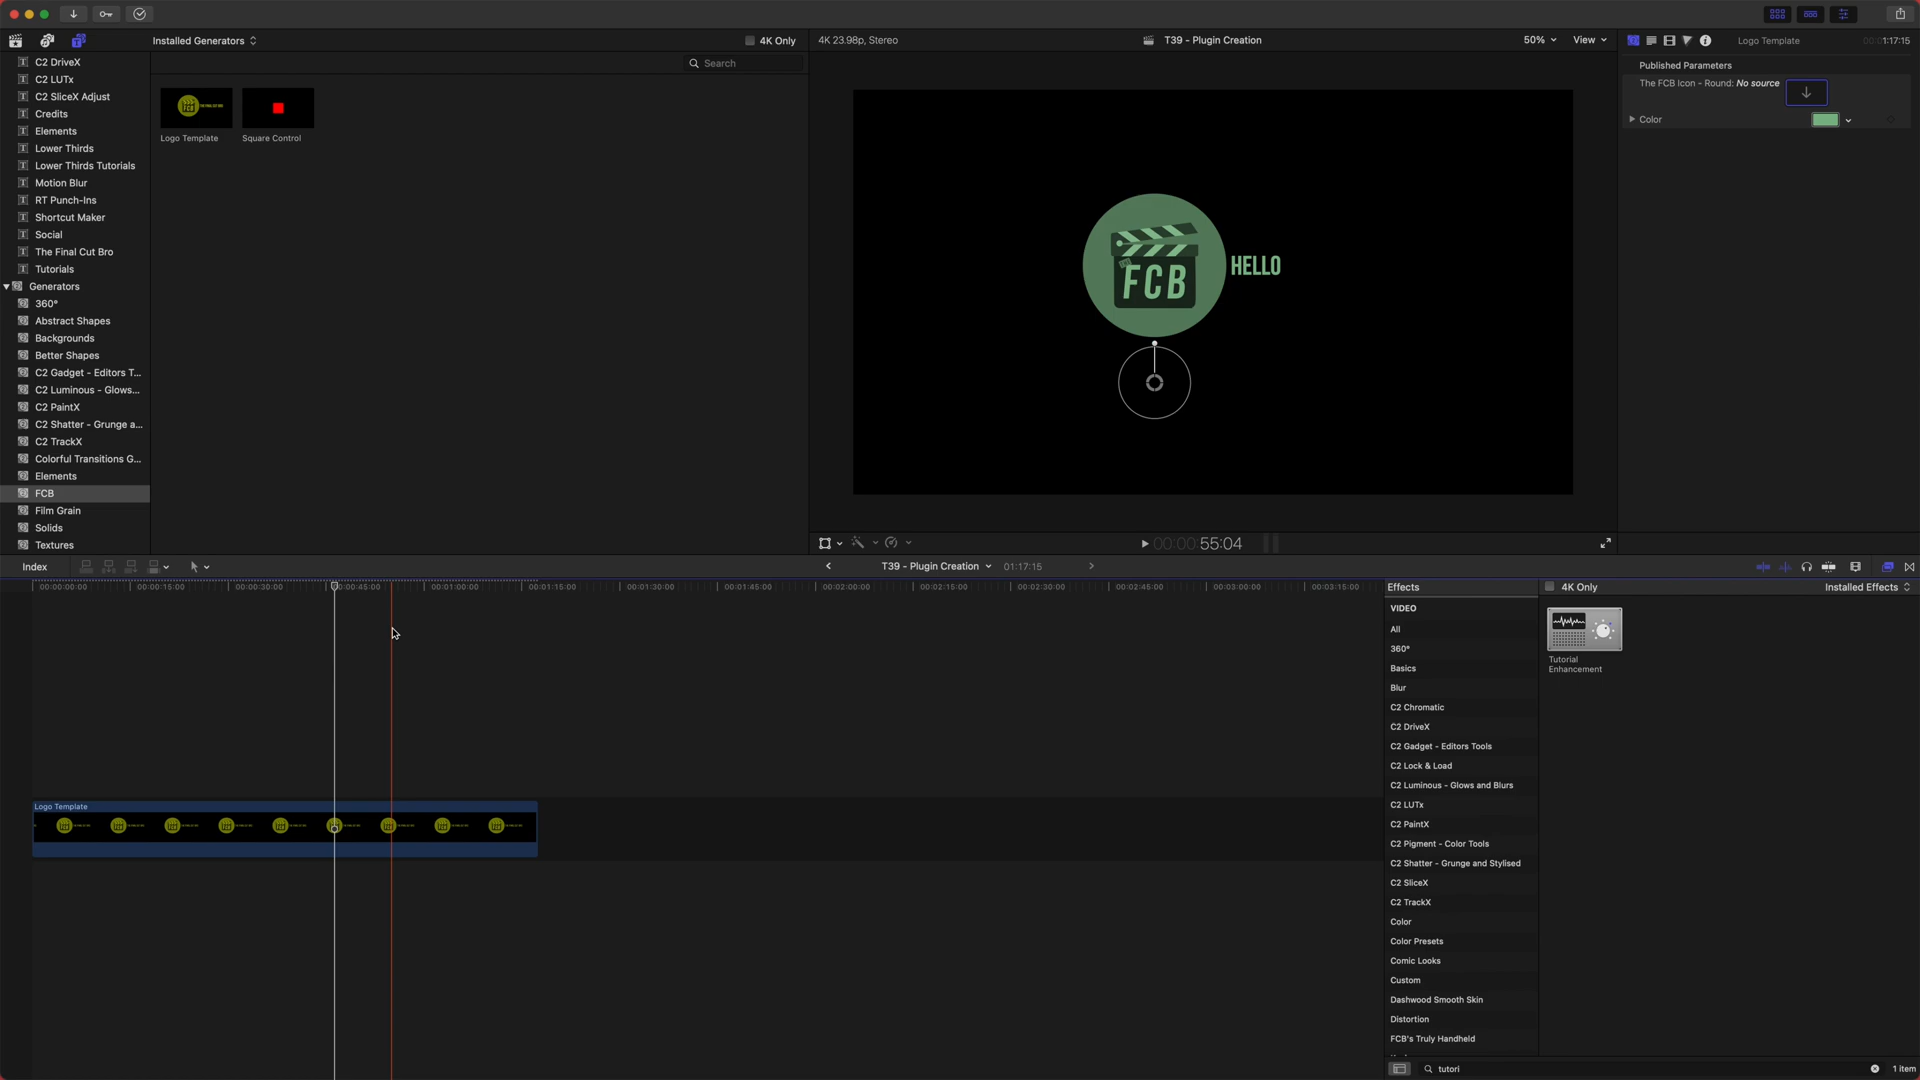 Installed Generators
4K Only
4K 23.98p, Stereo
T39 - Plugin Creation
50%
View
Logo Template
00:01:17:15
C2 DriveX
C2 LUTx
C2 SliceX Adjust
Credits
Elements
Lower Thirds
Lower Thirds Tutorials
Motion Blur
RT Punch-Ins
Shortcut Maker
Social
The Final Cut Bro
Tutorials
Generators
360°
Abstract Shapes
Backgrounds
Better Shapes
C2 Gadget - Editors T...
C2 Luminous - Glows...
C2 PaintX
C2 Shatter - Grunge a...
C2 TrackX
Colorful Transitions G...
Elements
FCB
Film Grain
Solids
Textures
Search
Logo Template
Square Control
FCB
HELLO
Published Parameters
The FCB Icon - Round: No source
Color
00:00:55:04
Index
T39 - Plugin Creation
01:17:15
00:00:00:00
00:00:15:00
00:00:30:00
00:00:45:00
00:01:00:00
00:01:15:00
00:01:30:00
00:01:45:00
00:02:00:00
00:02:15:00
00:02:30:00
00:02:45:00
00:03:00:00
00:03:15:00
Logo Template
Effects
4K Only
Installed Effects
VIDEO
All
360°
Basics
Blur
C2 Chromatic
C2 DriveX
C2 Gadget - Editors Tools
C2 Lock & Load
C2 Luminous - Glows and Blurs
C2 LUTx
C2 PaintX
C2 Pigment - Color Tools
C2 Shatter - Grunge and Stylised
C2 SliceX
C2 TrackX
Color
Color Presets
Comic Looks
Custom
Dashwood Smooth Skin
Distortion
FCB's Truly Handheld
Tutorial
Enhancement
tutori
1 item